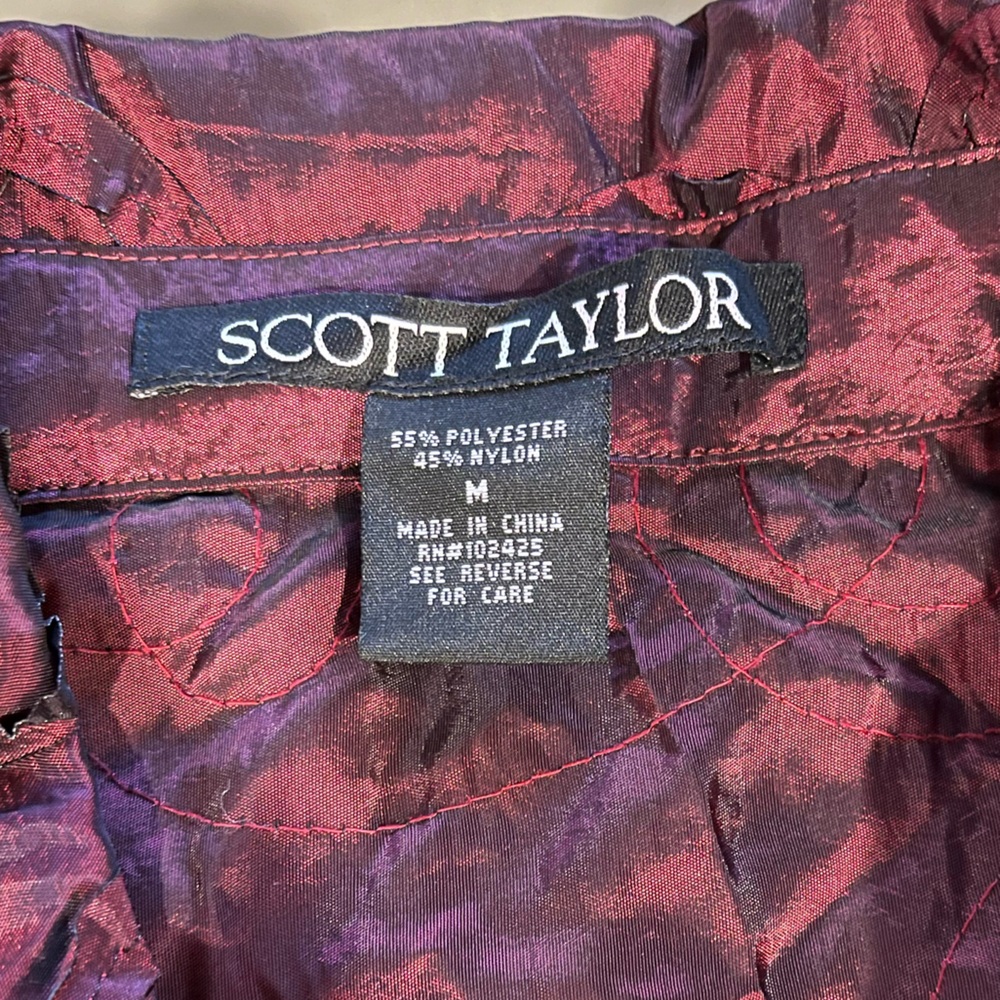 SCOTT TAYLOR
55% POLYESTER
45% NYLON
M
MADE IN CHINA
RN#102425
SEE REVERSE
FOR CARE